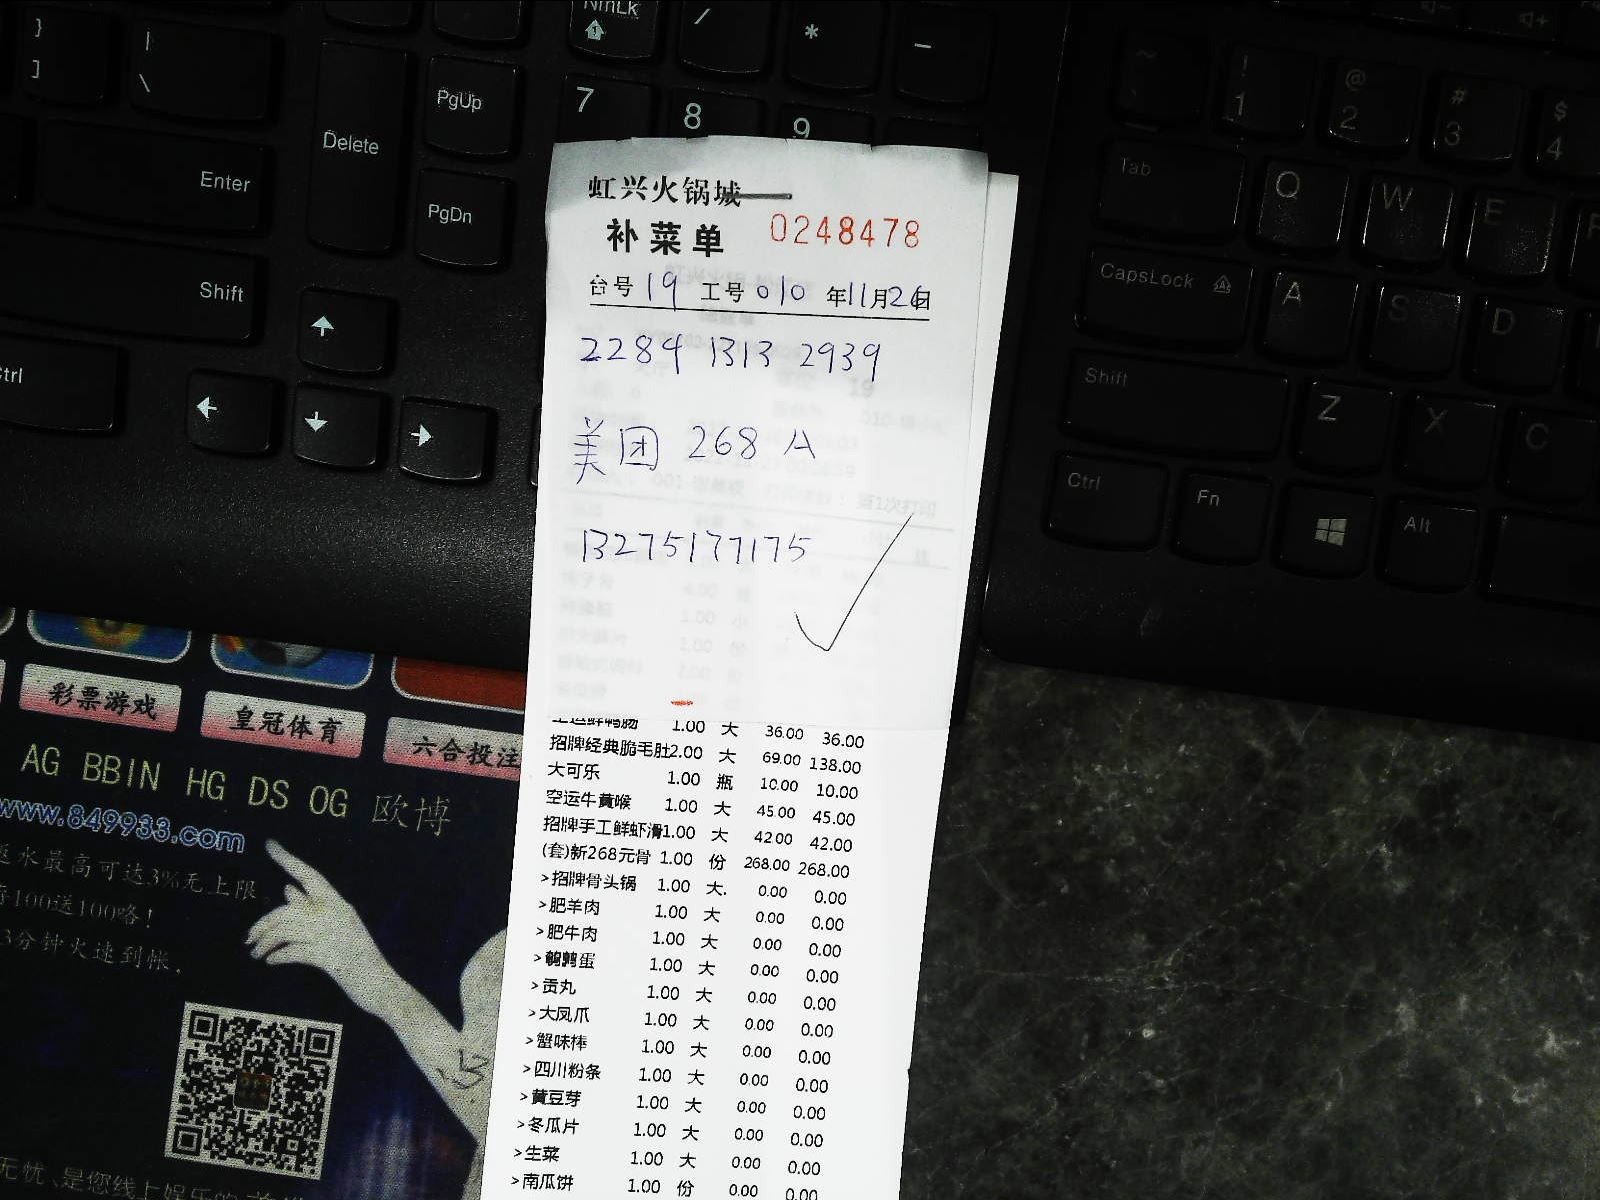 }
]
|
\
Delete
PgUp
PgDn
Enter
Shift
Ctrl
NmLk
/
*
-
7
8
9
~
`
!
1
@
2
#
3
$
4
Tab
Q
W
E
R
CapsLock
A
S
D
Shift
Z
X
C
Ctrl
Fn
Alt
虹兴火锅城
补菜单
0248478
台号 19 工号 010 年11月26日
2289 1313 2939
美团 268 A
13275177175
空运鲜鸭肠 1.00 大 36.00 36.00
招牌经典脆毛肚2.00 大 69.00 138.00
大可乐 1.00 瓶 10.00 10.00
空运牛黄喉 1.00 大 45.00 45.00
招牌手工鲜虾滑1.00 大 42.00 42.00
(套)新268元骨 1.00 份 268.00 268.00
>招牌骨头锅 1.00 大. 0.00 0.00
>肥羊肉 1.00 大 0.00 0.00
>肥牛肉 1.00 大 0.00 0.00
>鹌鹑蛋 1.00 大 0.00 0.00
>贡丸 1.00 大 0.00 0.00
>大凤爪 1.00 大 0.00 0.00
>蟹味棒 1.00 大 0.00 0.00
>四川粉条 1.00 大 0.00 0.00
>黄豆芽 1.00 大 0.00 0.00
>冬瓜片 1.00 大 0.00 0.00
>生菜 1.00 大 0.00 0.00
>南瓜饼 1.00 份 0.00 0.00
彩票游戏
皇冠体育
六合投注
AG BBIN HG DS OG 欧博
www.849933.com
返水最高可达3%无上限
存100送100咯!
3分钟火速到帐.
无忧、是您线上娱乐的